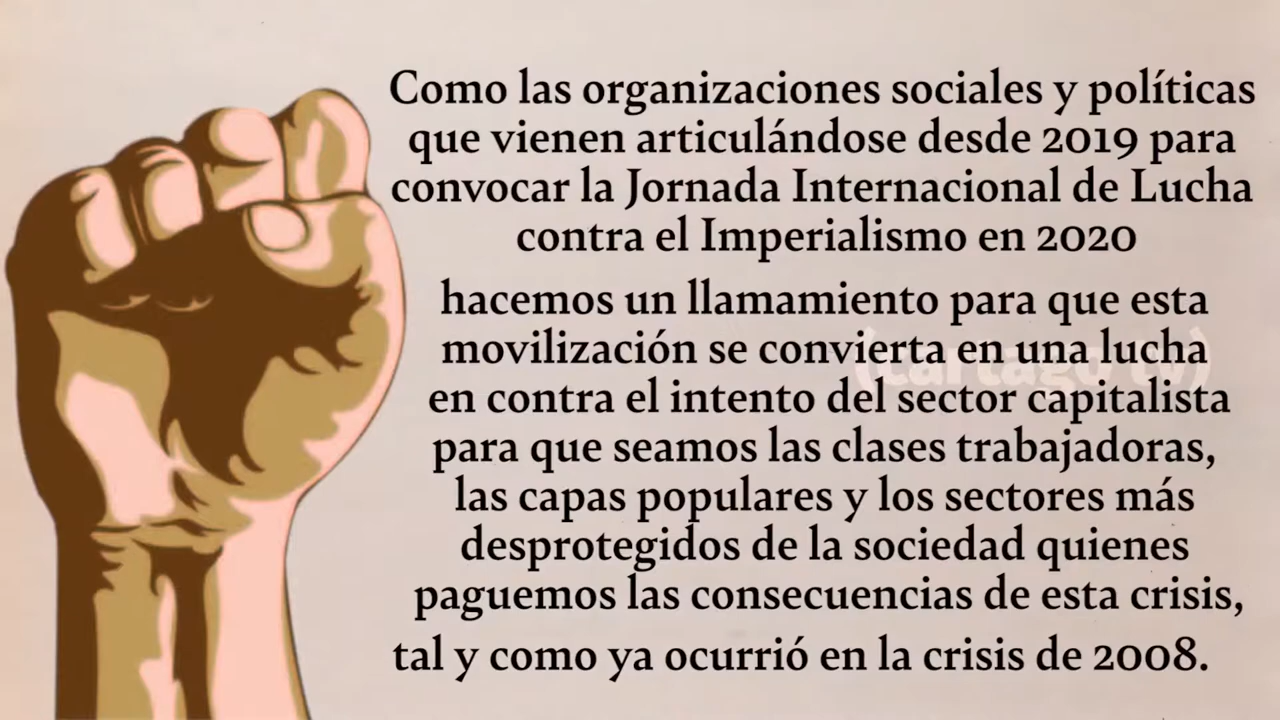 Como las organizaciones sociales y políticas
que vienen articulándose desde 2019 para
convocar la Jornada Internacional de Lucha
contra el Imperialismo en 2020
hacemos un llamamiento para que esta
movilización se convierta en una lucha
(cartago tv)
en contra el intento del sector capitalista
para que seamos las clases trabajadoras,
las capas populares y los sectores más
desprotegidos de la sociedad quienes
paguemos las consecuencias de esta crisis,
tal y como ya ocurrió en la crisis de 2008.